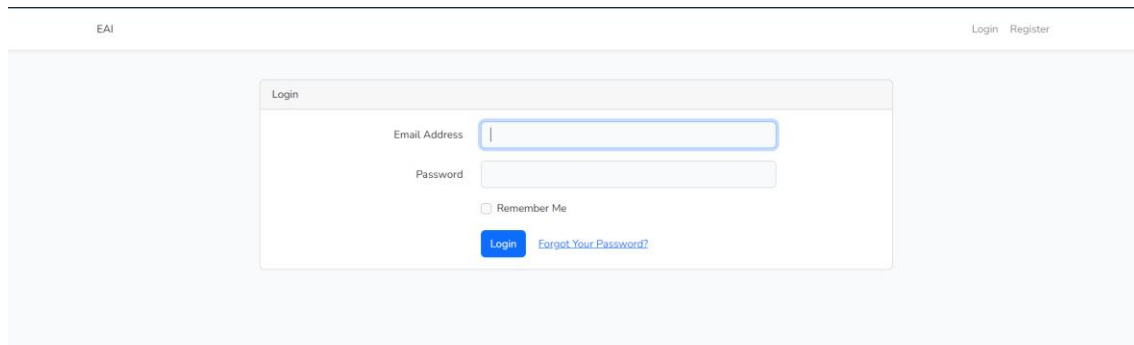 EAI
Login Register
Login
Email Address
Password
Remember Me
Login Forgot Your Password?